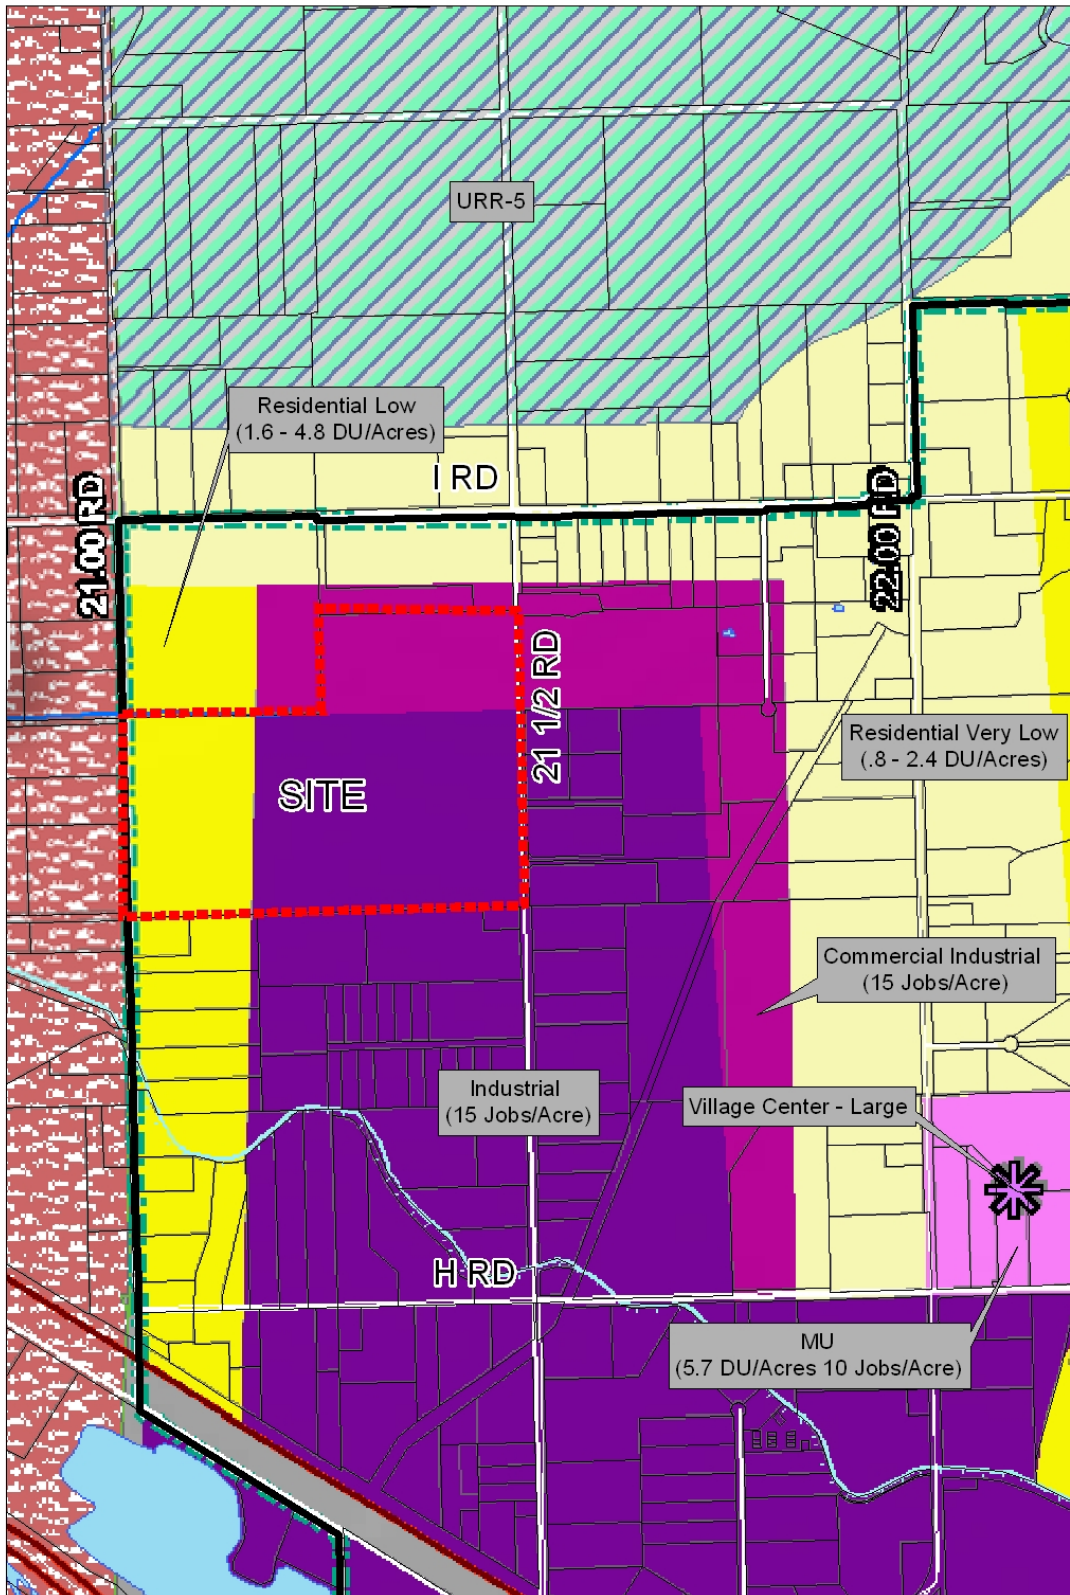 URR-5
Residential Low
(1.6 - 4.8 DU/Acres)
I RD
21.00 RD
22.00 RD
21 1/2 RD
Residential Very Low
(.8 - 2.4 DU/Acres)
SITE
Commercial Industrial
(15 Jobs/Acre)
Industrial
(15 Jobs/Acre)
Village Center - Large
H RD
MU
(5.7 DU/Acres 10 Jobs/Acre)